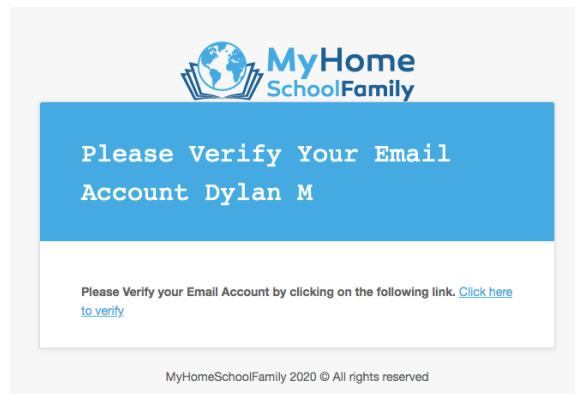 MyHome
SchoolFamily
Please Verify Your Email
Account Dylan M
Please Verify your Email Account by clicking on the following link. Click here
to verify
MyHomeSchoolFamily 2020 © All rights reserved